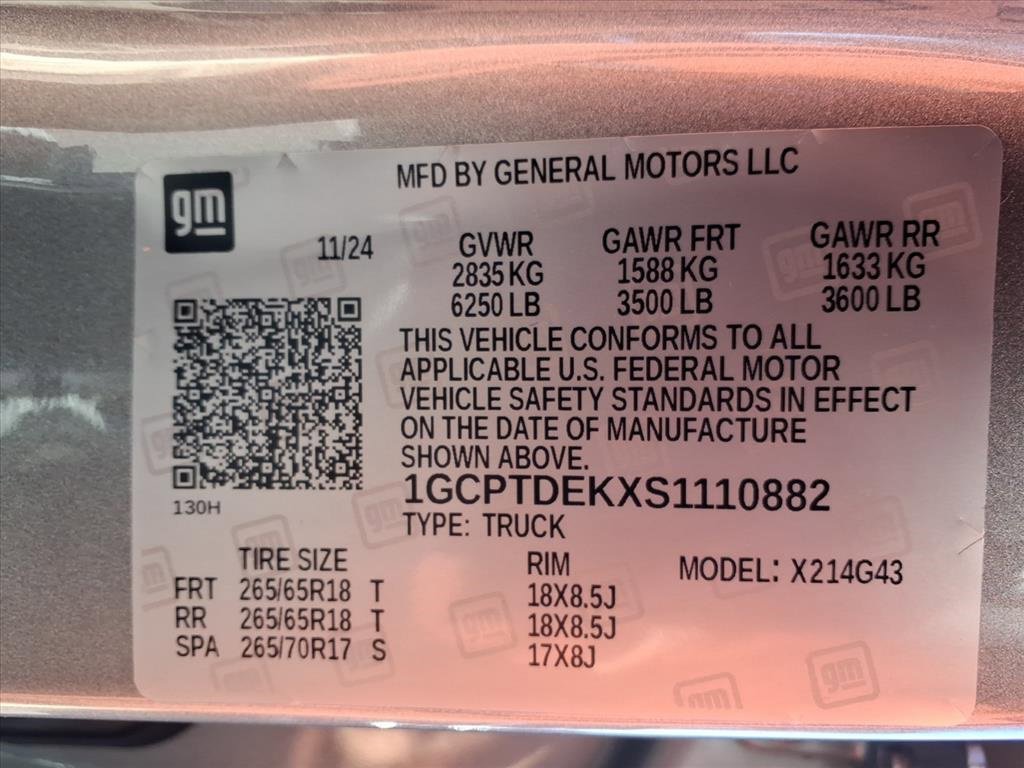 MFD BY GENERAL MOTORS LLC
gm
11/24
GVWR GAWR FRT GAWR RR
2835 KG 1588 KG 1633 KG
6250 LB 3500 LB 3600 LB
THIS VEHICLE CONFORMS TO ALL
APPLICABLE U.S. FEDERAL MOTOR
VEHICLE SAFETY STANDARDS IN EFFECT
ON THE DATE OF MANUFACTURE
SHOWN ABOVE.
130H
1GCPTDEKXS1110882
TYPE: TRUCK
TIRE SIZE RIM MODEL: X214G43
FRT 265/65R18 T 18X8.5J
RR 265/65R18 T 18X8.5J
SPA 265/70R17 S 17X8J